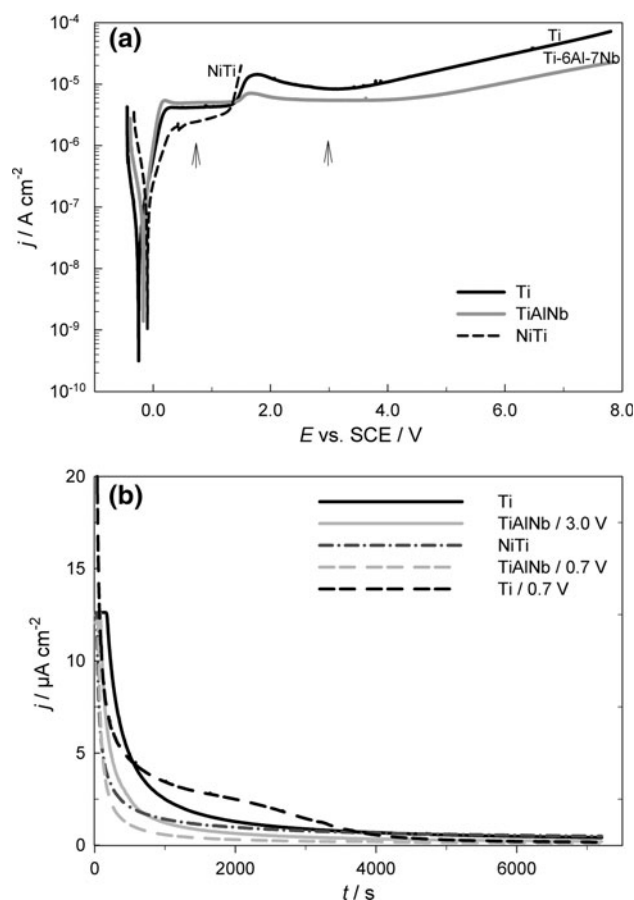 (a)
10-4
10-5
10-6
10-7
10-8
10-9
10-10
j / A cm-2
NiTi
Ti
Ti-6Al-7Nb
Ti
TiAlNb
NiTi
0.0 2.0 4.0 6.0 8.0
E vs. SCE / V
(b)
20
15
10
5
0
j / µA cm-2
Ti
TiAlNb / 3.0 V
NiTi
TiAlNb / 0.7 V
Ti / 0.7 V
0 2000 4000 6000
t / s